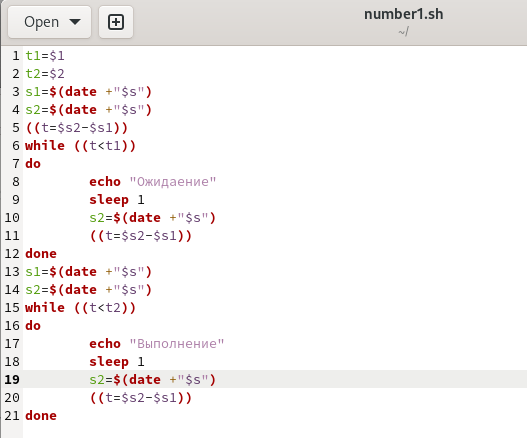 Open
number1.sh
~/
1 t1=$1
2 t2=$2
3 s1=$(date +"$s")
4 s2=$(date +"$s")
5 ((t=$s2-$s1))
6 while ((t<t1))
7 do
8 echo "Ожидаение"
9 sleep 1
10 s2=$(date +"$s")
11 ((t=$s2-$s1))
12 done
13 s1=$(date +"$s")
14 s2=$(date +"$s")
15 while ((t<t2))
16 do
17 echo "Выполнение"
18 sleep 1
19 s2=$(date +"$s")
20 ((t=$s2-$s1))
21 done